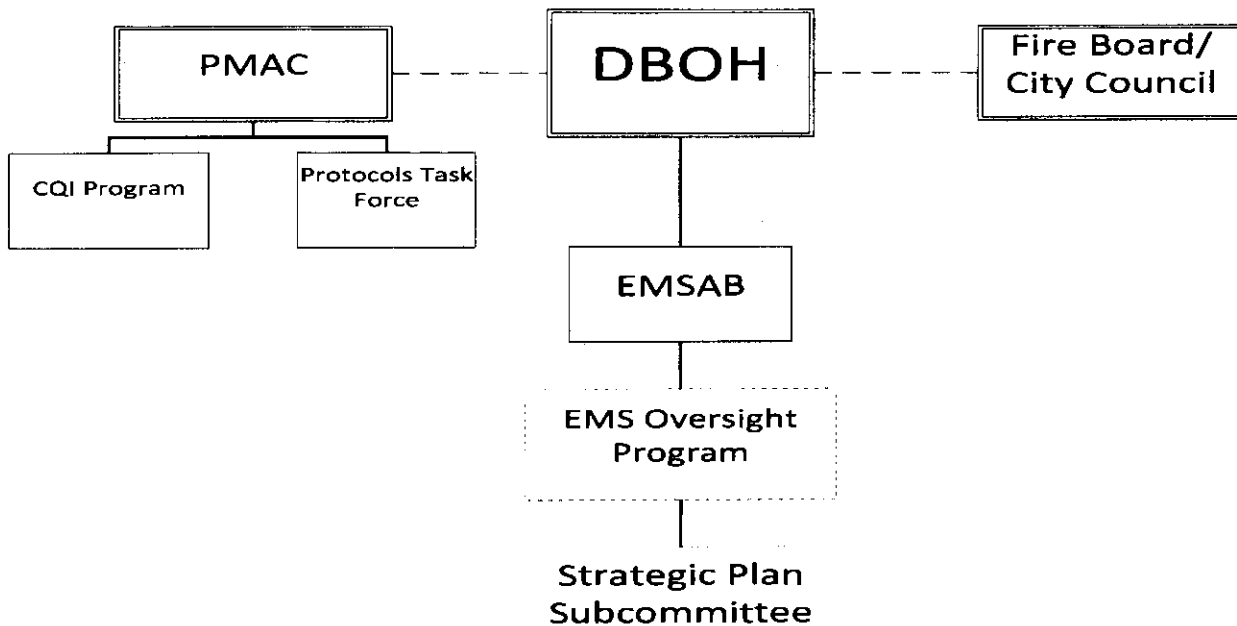 PMAC
DBOH
Fire Board/
City Council
CQI Program
Protocols Task
Force
EMSAB
EMS Oversight
Program
Strategic Plan
Subcommittee